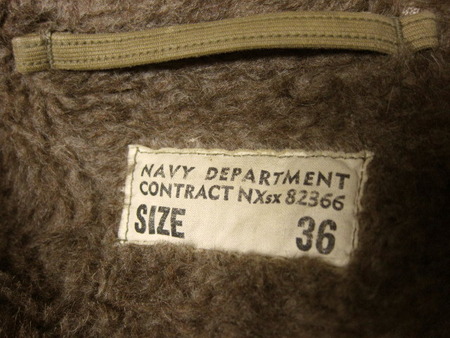 NAVY DEPARTMENT
CONTRACT NXsx 82366
SIZE 36